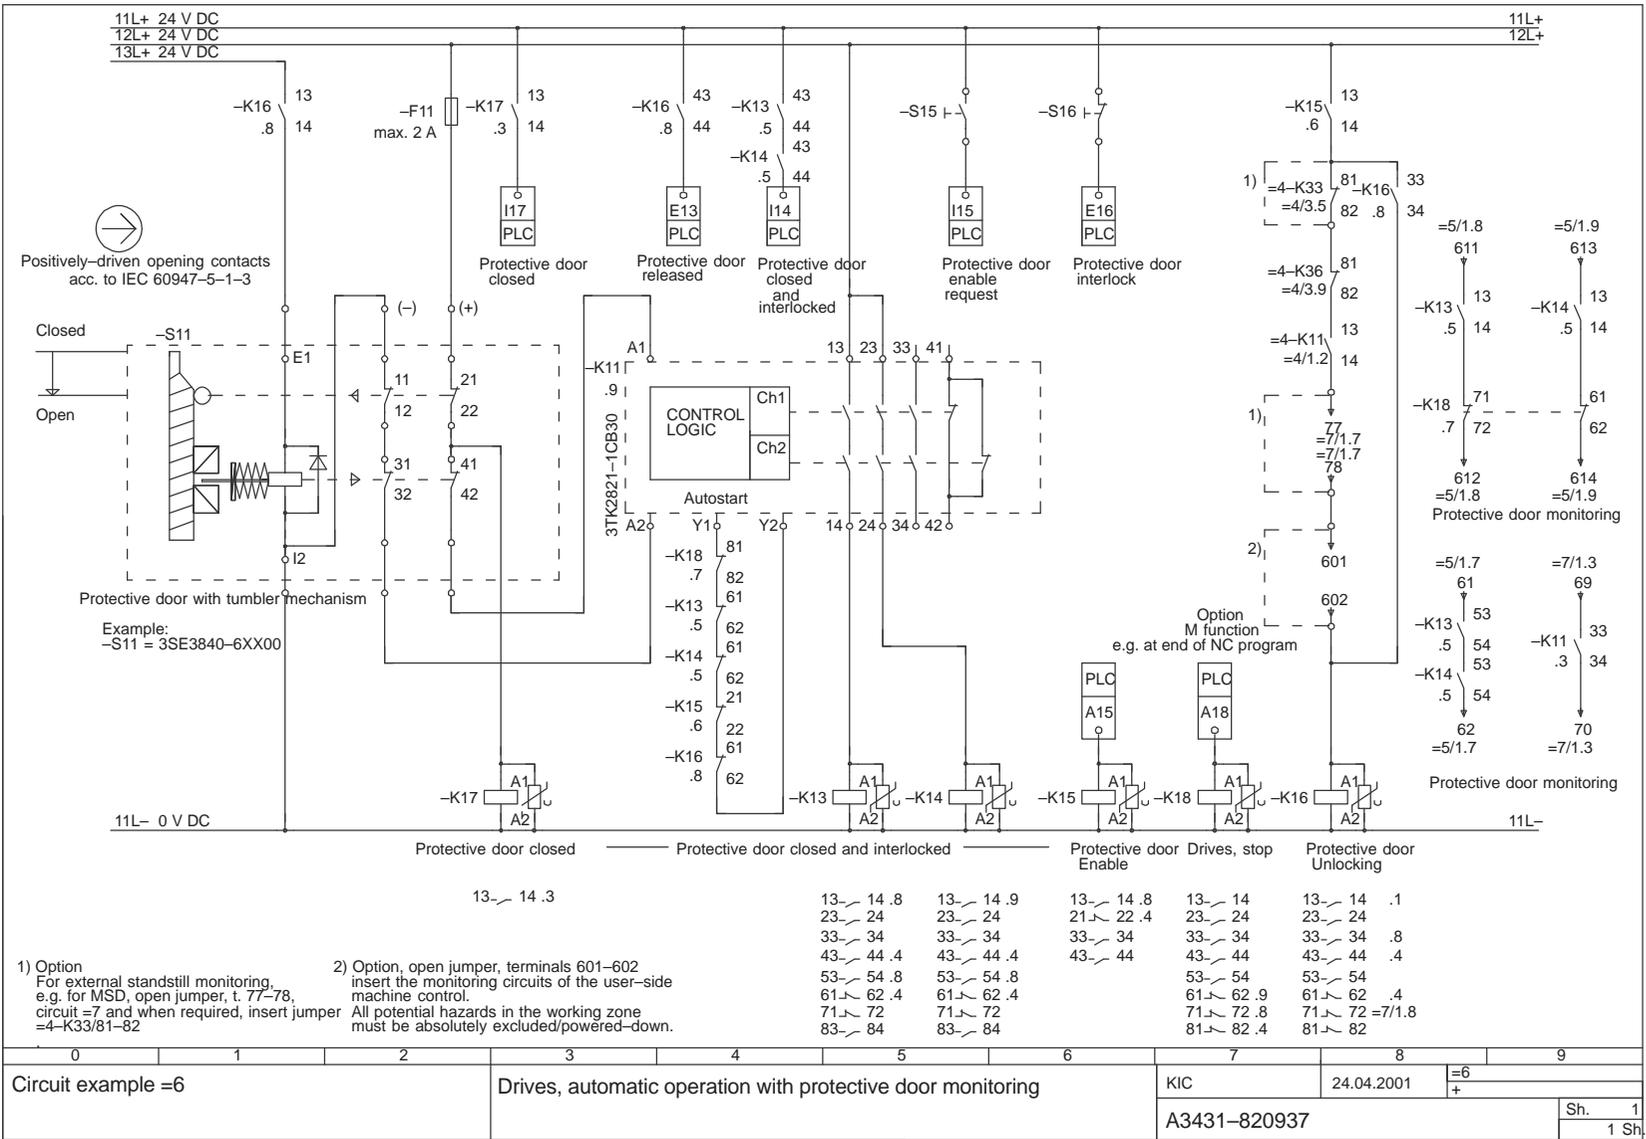 11L+ 24 V DC
12L+ 24 V DC
13L+ 24 V DC
11L+
12L+
–K16
.8
13
14
–F11
max. 2 A
–K17
.3
13
14
–K16
.8
43
44
–K13
.5
43
44
–K14
.5
43
44
–S15
–S16
–K15
.6
13
14
I17
PLC
E13
PLC
I14
PLC
I15
PLC
E16
PLC
Protective door
closed
Protective door
released
Protective door
closed
and
interlocked
Protective door
enable
request
Protective door
interlock
Positively–driven opening contacts
acc. to IEC 60947–5–1–3
Closed
Open
–S11
E1
I2
(–)
(+)
11
12
21
22
31
32
41
42
Protective door with tumbler mechanism
Example:
–S11 = 3SE3840–6XX00
–K11
.9
3TK2821–1CB30
A1
13
23
33
41
CONTROL
LOGIC
Ch1
Ch2
Autostart
A2
Y1
Y2
14
24
34
42
–K18
.7
81
82
–K13
.5
61
62
–K14
.5
61
62
–K15
.6
21
22
–K16
.8
61
62
1)
=4–K33
=4/3.5
81
82
–K16
.8
33
34
=4–K36
=4/3.9
81
82
=4–K11
=4/1.2
13
14
1)
77
=7/1.7
=7/1.7
78
2)
601
602
Option
M function
e.g. at end of NC program
PLC
A15
PLC
A18
=5/1.8
611
–K13
.5
13
14
–K18
.7
71
72
612
=5/1.8
=5/1.9
613
–K14
.5
13
14
61
62
614
=5/1.9
Protective door monitoring
=5/1.7
61
–K13
.5
53
54
–K14
.5
53
54
62
=5/1.7
=7/1.3
69
–K11
.3
33
34
70
=7/1.3
Protective door monitoring
–K17
A1
A2
–K13
A1
A2
–K14
A1
A2
–K15
A1
A2
–K18
A1
A2
–K16
A1
A2
11L– 0 V DC
11L–
Protective door closed
Protective door closed and interlocked
Protective door
Enable
Drives, stop
Protective door
Unlocking
13 14 .3
13 14 .8
23 24
33 34
43 44 .4
53 54 .8
61 62 .4
71 72
83 84
13 14 .9
23 24
33 34
43 44 .4
53 54 .8
61 62 .4
71 72
83 84
13 14 .8
21 22 .4
33 34
43 44
13 14
23 24
33 34
43 44
53 54
61 62 .9
71 72 .8
81 82 .4
13 14 .1
23 24
33 34 .8
43 44 .4
53 54
61 62 .4
71 72 =7/1.8
81 82
1) Option
For external standstill monitoring,
e.g. for MSD, open jumper, t. 77–78,
circuit =7 and when required, insert jumper
=4–K33/81–82
2) Option, open jumper, terminals 601–602
insert the monitoring circuits of the user–side
machine control.
All potential hazards in the working zone
must be absolutely excluded/powered–down.
0 1 2 3 4 5 6 7 8 9
Circuit example =6
Drives, automatic operation with protective door monitoring
KIC
24.04.2001
=6
+
A3431–820937
Sh. 1
1 Sh.